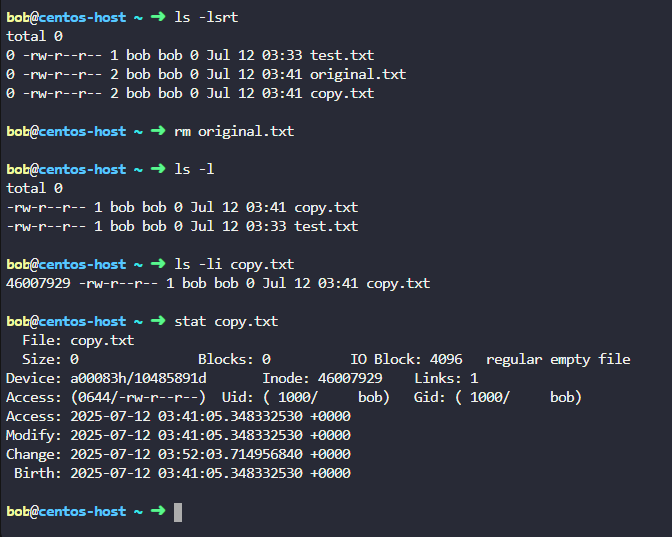 bob@centos-host ~ ➜ ls -lsrt
total 0
0 -rw-r--r-- 1 bob bob 0 Jul 12 03:33 test.txt
0 -rw-r--r-- 2 bob bob 0 Jul 12 03:41 original.txt
0 -rw-r--r-- 2 bob bob 0 Jul 12 03:41 copy.txt
bob@centos-host ~ ➜ rm original.txt
bob@centos-host ~ ➜ ls -l
total 0
-rw-r--r-- 1 bob bob 0 Jul 12 03:41 copy.txt
-rw-r--r-- 1 bob bob 0 Jul 12 03:33 test.txt
bob@centos-host ~ ➜ ls -li copy.txt
46007929 -rw-r--r-- 1 bob bob 0 Jul 12 03:41 copy.txt
bob@centos-host ~ ➜ stat copy.txt
  File: copy.txt
  Size: 0               Blocks: 0          IO Block: 4096   regular empty file
Device: a00083h/10485891d       Inode: 46007929    Links: 1
Access: (0644/-rw-r--r--)  Uid: ( 1000/     bob)   Gid: ( 1000/     bob)
Access: 2025-07-12 03:41:05.348332530 +0000
Modify: 2025-07-12 03:41:05.348332530 +0000
Change: 2025-07-12 03:52:03.714956840 +0000
 Birth: 2025-07-12 03:41:05.348332530 +0000
bob@centos-host ~ ➜